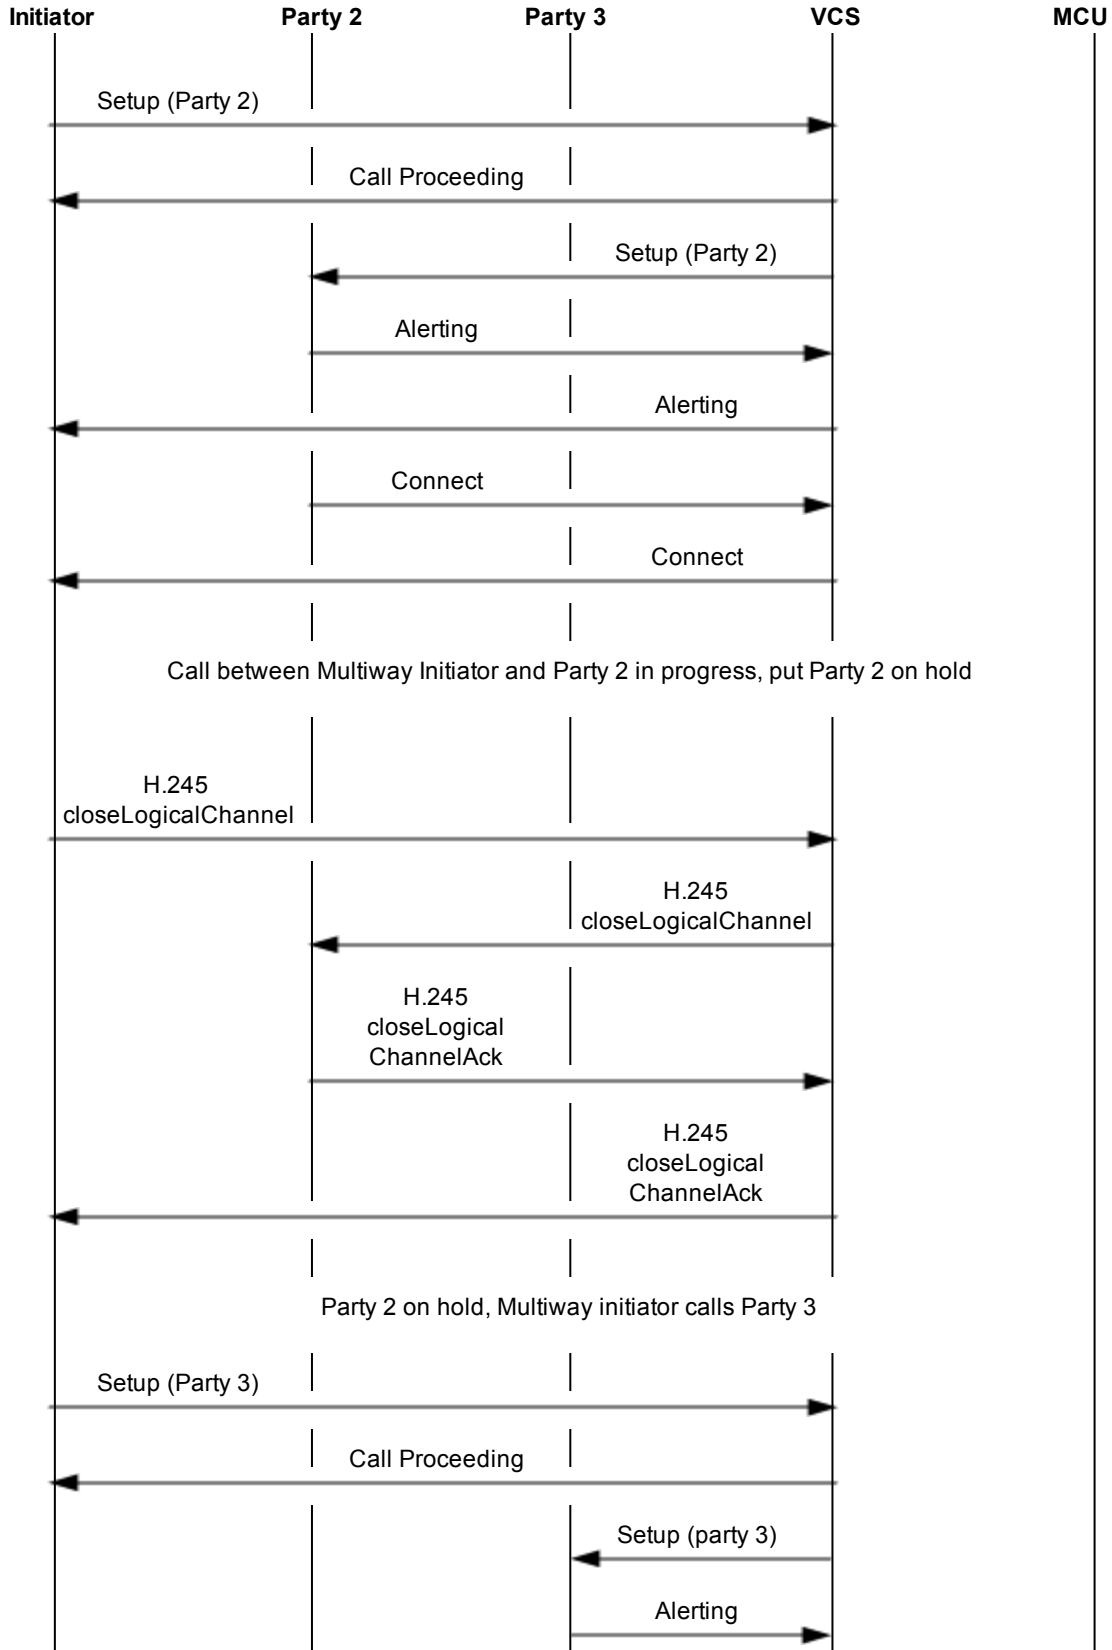 Initiator Party 2 Party 3 VCS MCU
Setup (Party 2)
Call Proceeding
Setup (Party 2)
Alerting
Alerting
Connect
Connect
Call between Multiway Initiator and Party 2 in progress, put Party 2 on hold
H.245
closeLogicalChannel
H.245
closeLogicalChannel
H.245
closeLogical
ChannelAck
H.245
closeLogical
ChannelAck
Party 2 on hold, Multiway initiator calls Party 3
Setup (Party 3)
Call Proceeding
Setup (party 3)
Alerting